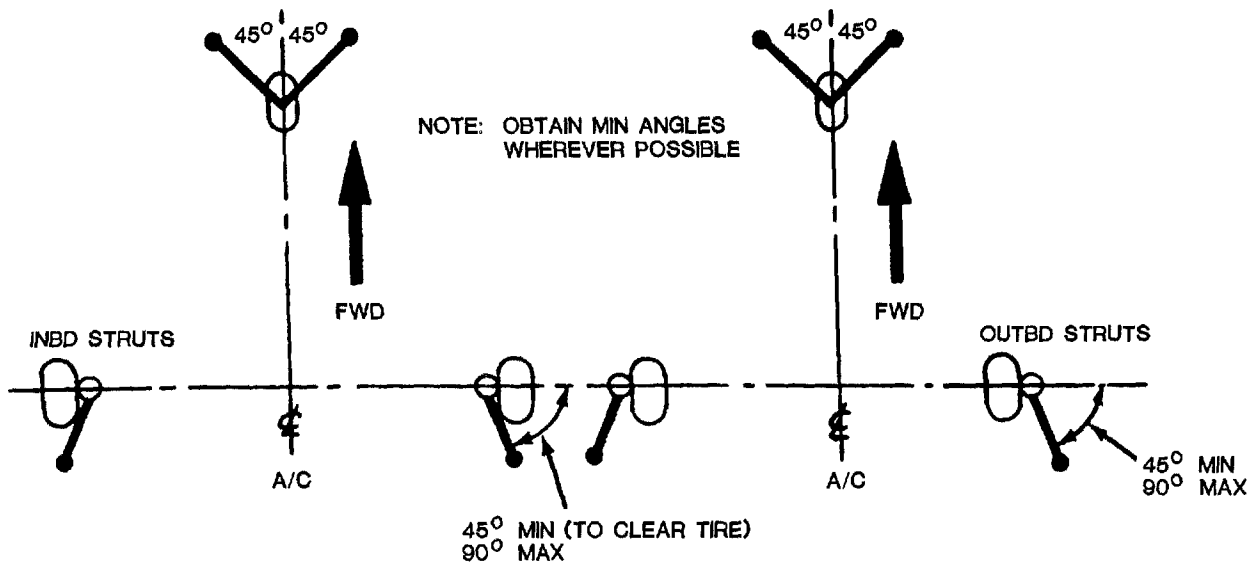 45° 45°
45° 45°
NOTE: OBTAIN MIN ANGLES
WHEREVER POSSIBLE
FWD
FWD
INBD STRUTS
OUTBD STRUTS
℄
℄
A/C
A/C
45° MIN (TO CLEAR TIRE)
90° MAX
45° MIN
90° MAX